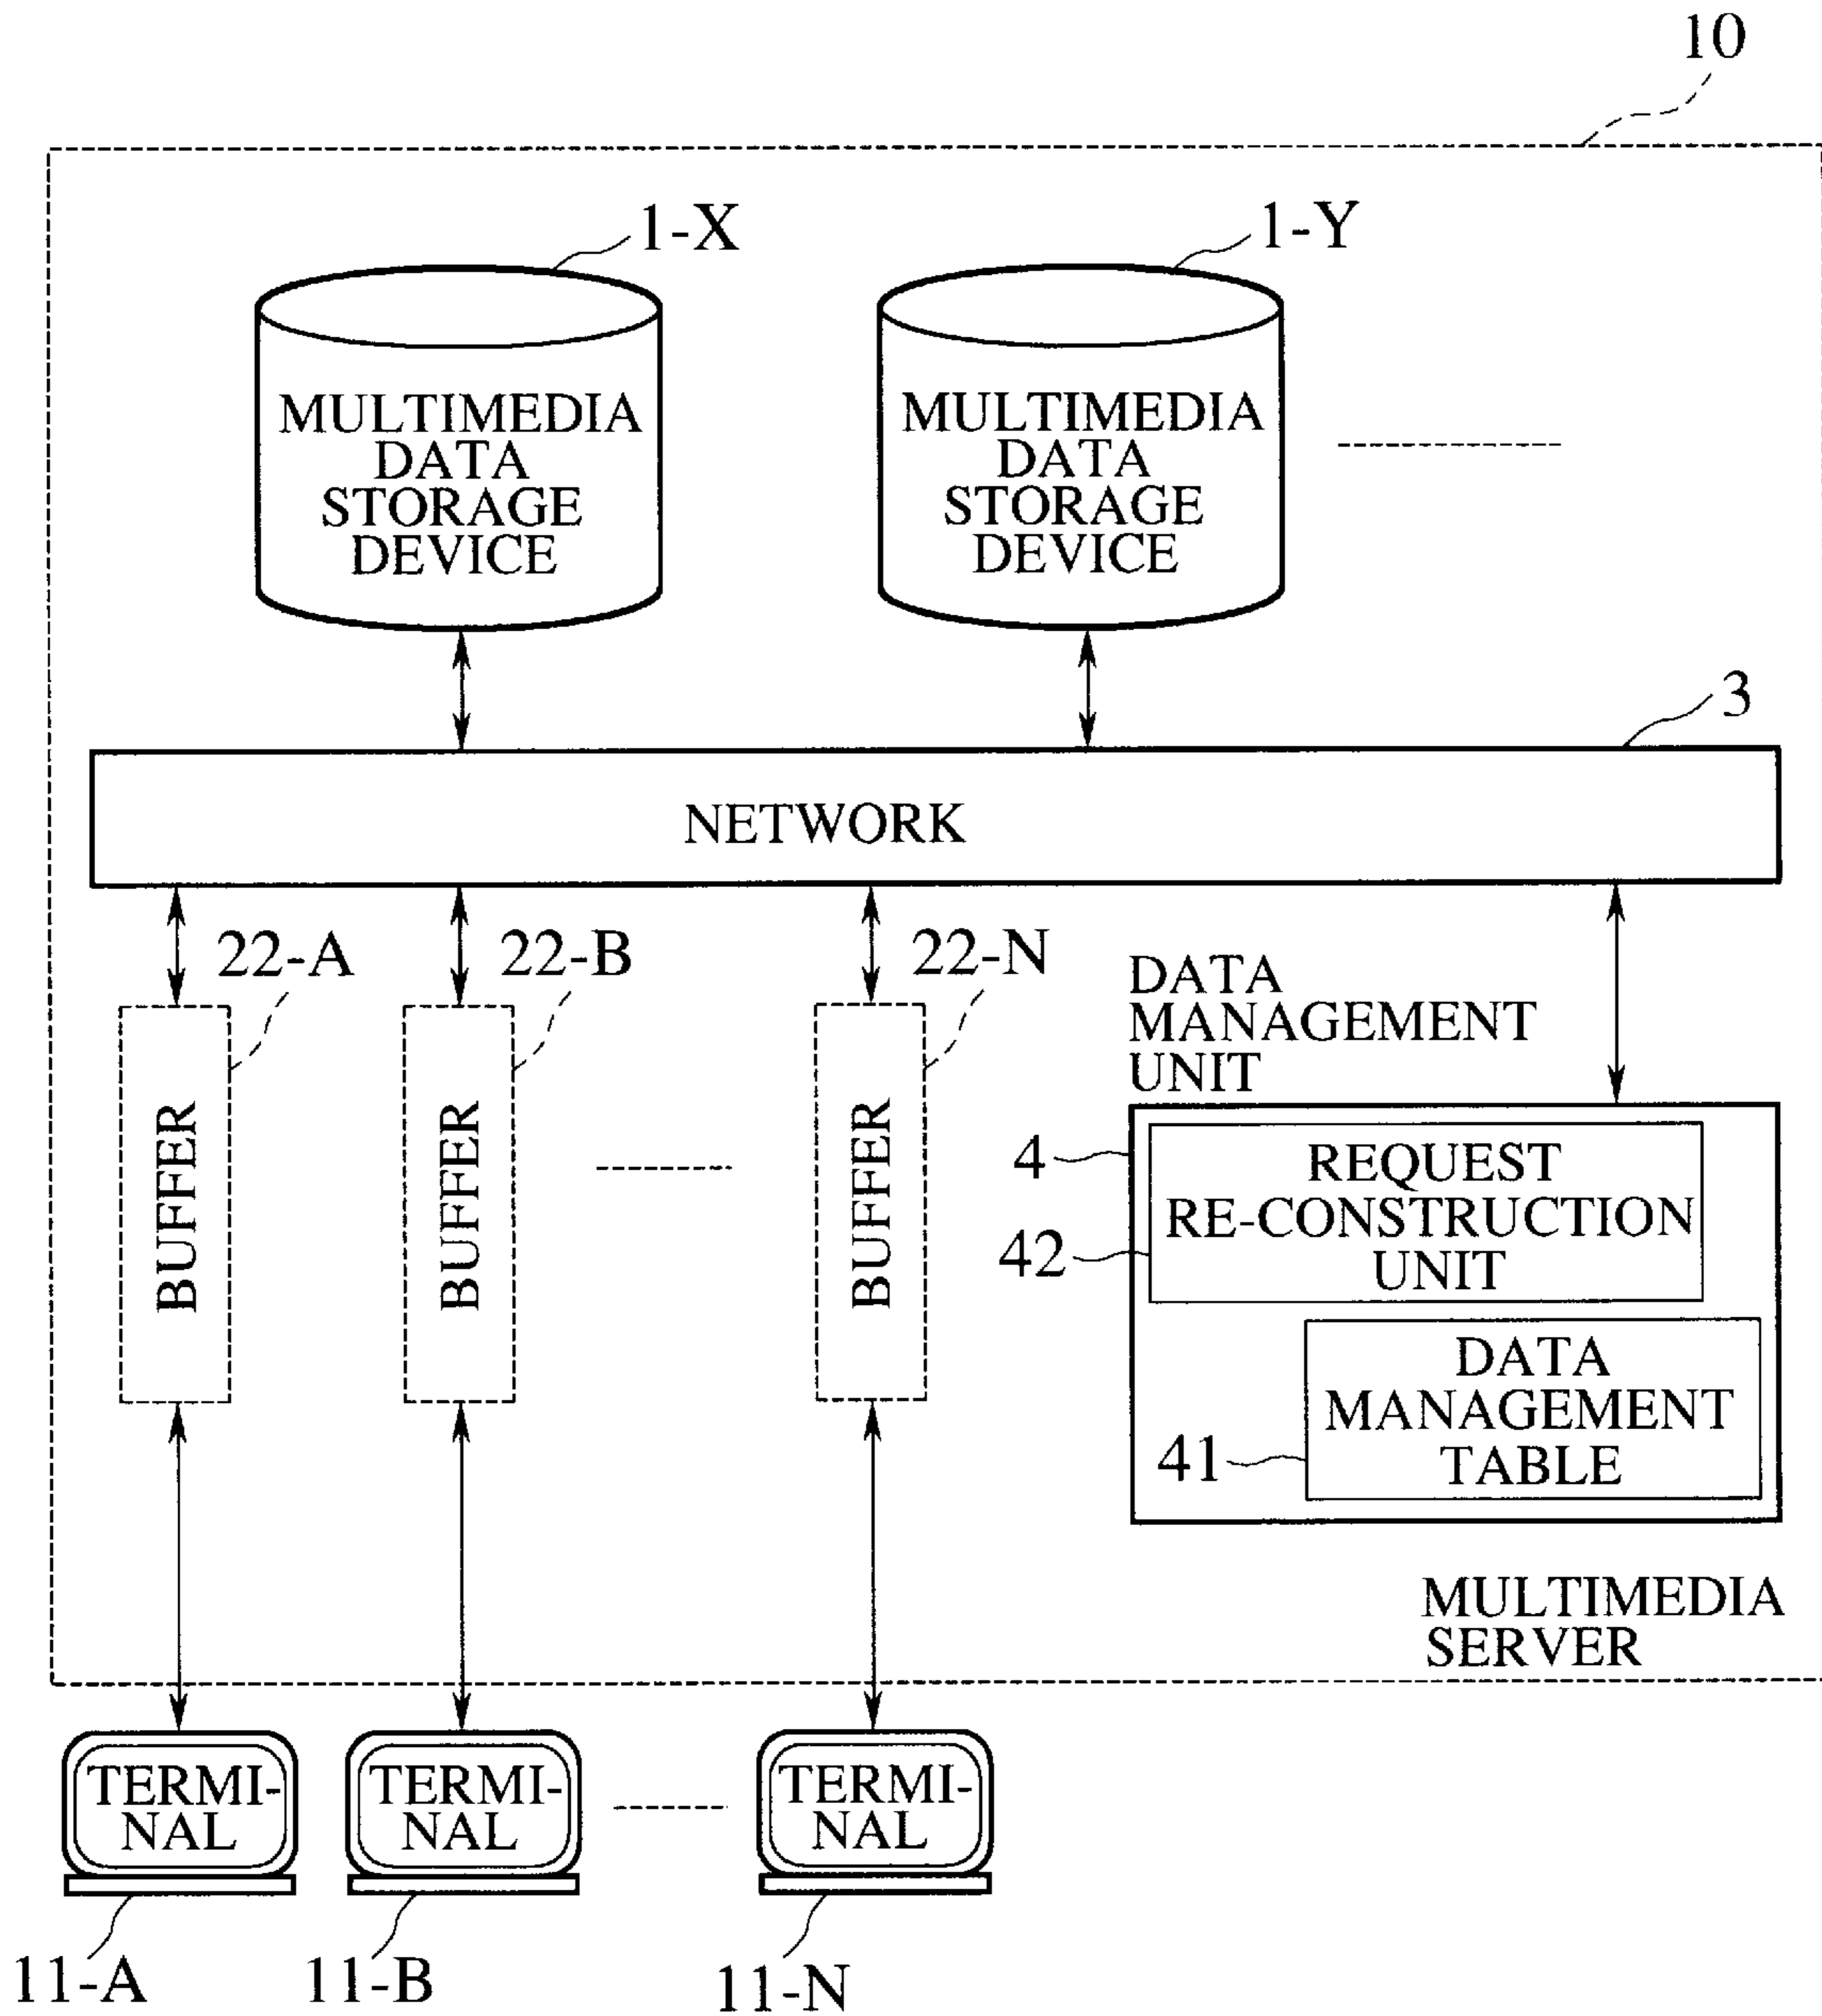 10
1-X
1-Y
MULTIMEDIA
DATA
STORAGE
DEVICE
MULTIMEDIA
DATA
STORAGE
DEVICE
3
NETWORK
22-A
22-B
22-N
BUFFER
BUFFER
BUFFER
DATA
MANAGEMENT
UNIT
4
REQUEST
RE-CONSTRUCTION
UNIT
42
DATA
MANAGEMENT
TABLE
41
MULTIMEDIA
SERVER
TERMI-
NAL
TERMI-
NAL
TERMI-
NAL
11-A
11-B
11-N